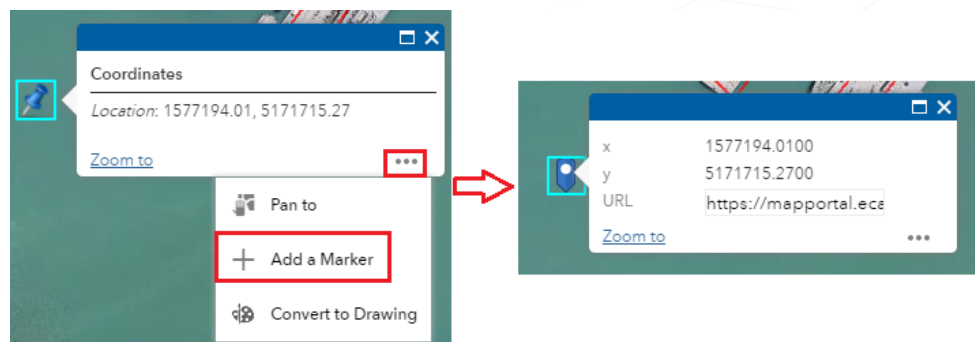 Coordinates
Location: 1577194.01, 5171715.27
Zoom to
Pan to
Add a Marker
Convert to Drawing
x 1577194.0100
y 5171715.2700
URL https://mapportal.eca
Zoom to